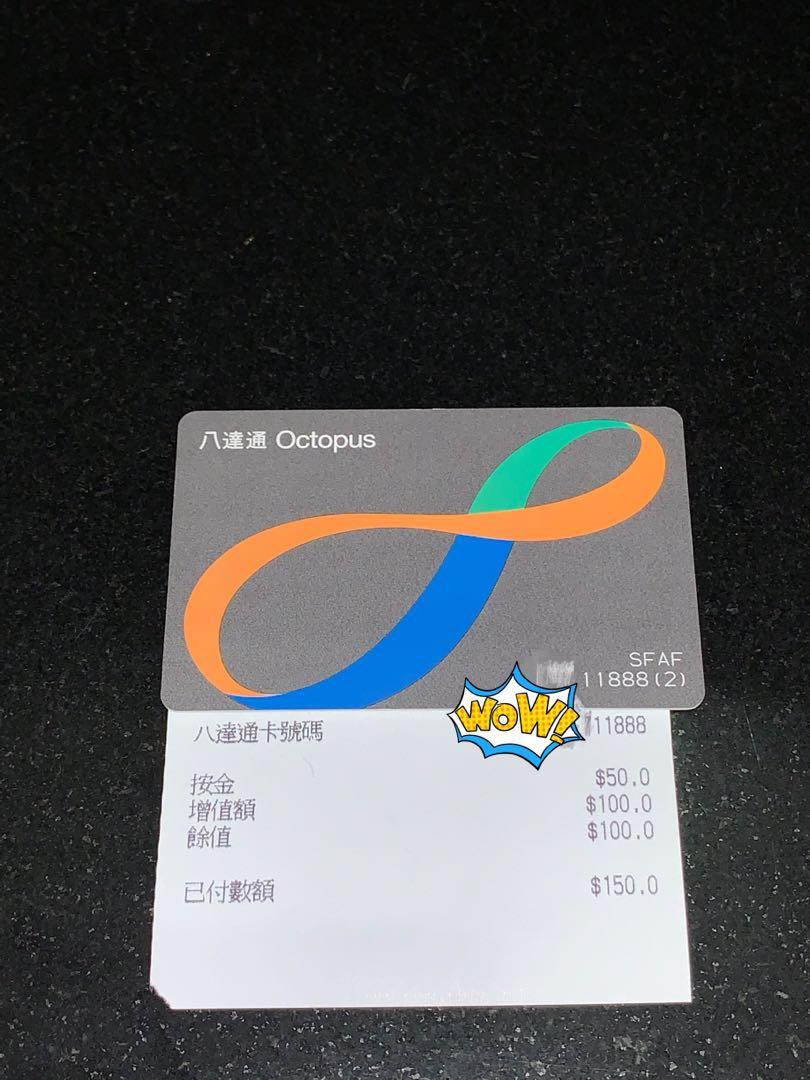 八達通 Octopus
SFAF
11888(2)
WOW!
八達通卡號碼 11888
按金 $50.0
增值額 $100.0
餘值 $100.0
已付數額 $150.0